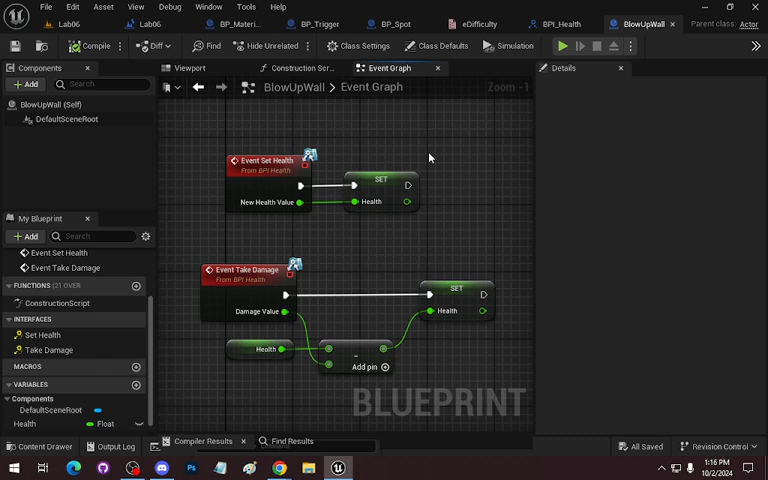 File Edit Asset View Debug Window Tools Help
Lab06 Lab06 BP_Materi... BP_Trigger BP_Spot eDifficulty BPI_Health BlowUpWall Parent class: Actor
Compile Diff Find Hide Unrelated Class Settings Class Defaults Simulation
Components
Add Search
BlowUpWall (Self)
DefaultSceneRoot
My Blueprint
Add Search
Event Set Health
Event Take Damage
FUNCTIONS (21 OVER
ConstructionScript
INTERFACES
Set Health
Take Damage
MACROS
VARIABLES
Components
DefaultSceneRoot
Health Float
Viewport Construction Scr... Event Graph
BlowUpWall > Event Graph Zoom -1
Event Set Health
From BPI Health
New Health Value
SET
Health
Event Take Damage
From BPI Health
Damage Value
SET
Health
Health
-
Add pin
BLUEPRINT
Details
Compiler Results Find Results
Content Drawer Output Log All Saved Revision Control
1:16 PM
10/2/2024